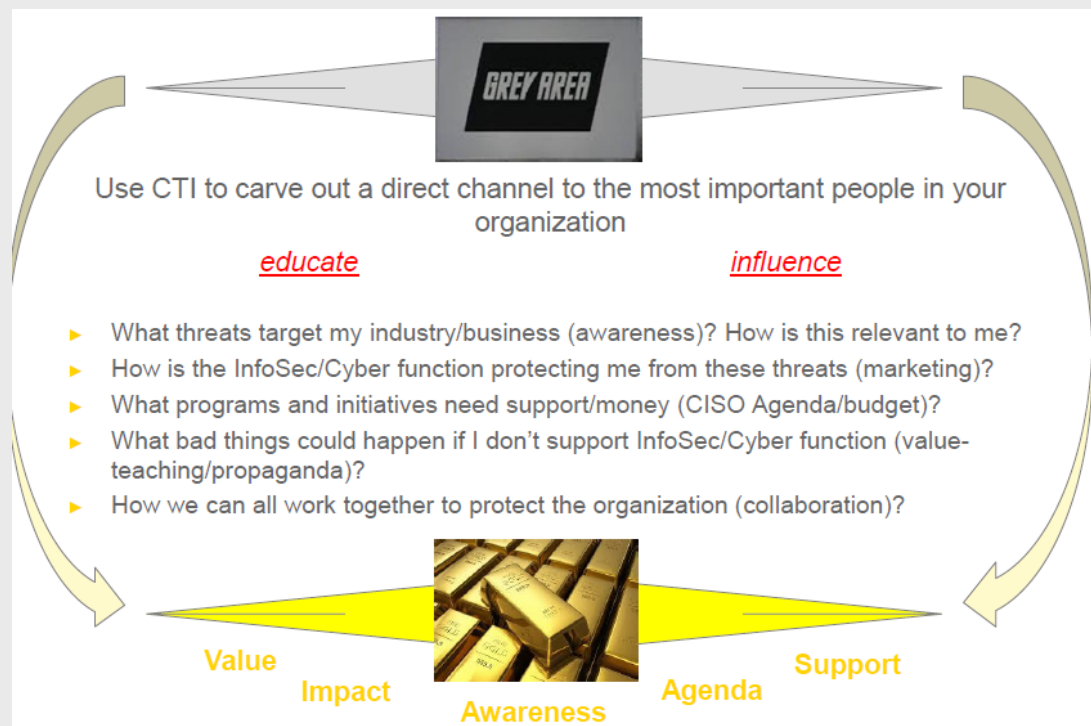 GREY AREA
Use CTI to carve out a direct channel to the most important people in your
organization
educate influence
What threats target my industry/business (awareness)? How is this relevant to me?
How is the InfoSec/Cyber function protecting me from these threats (marketing)?
What programs and initiatives need support/money (CISO Agenda/budget)?
What bad things could happen if I don’t support InfoSec/Cyber function (value-
teaching/propaganda)?
How we can all work together to protect the organization (collaboration)?
Value
Impact
Awareness
Agenda
Support